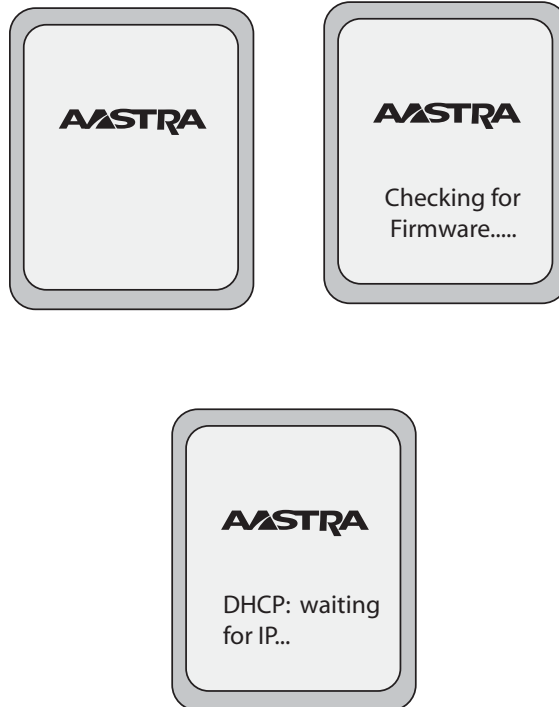 AASTRA
AASTRA
Checking for
Firmware.....
AASTRA
DHCP: waiting
for IP...